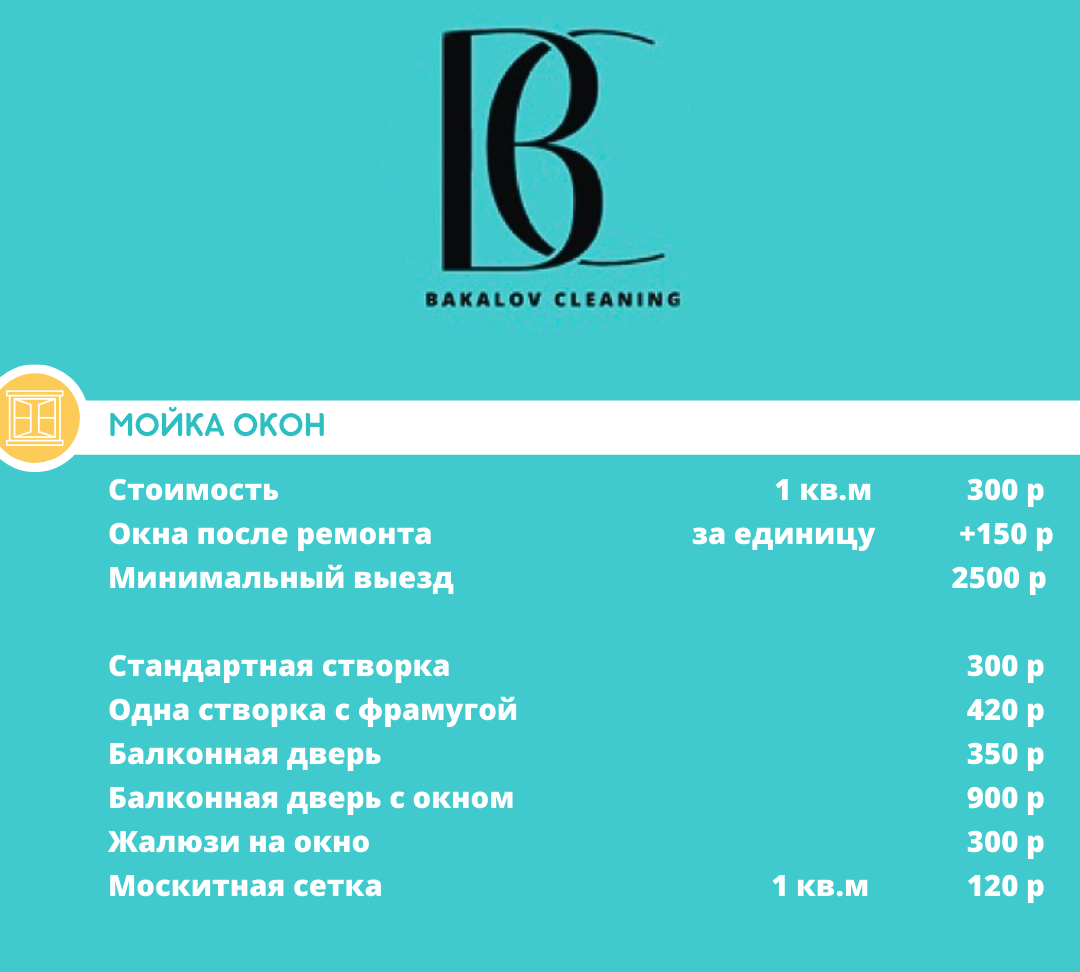 BC
BAKALOV CLEANING
МОЙКА ОКОН
Стоимость 1 кв.м 300 р
Окна после ремонта за единицу +150 р
Минимальный выезд 2500 р
Стандартная створка 300 р
Одна створка с фрамугой 420 р
Балконная дверь 350 р
Балконная дверь с окном 900 р
Жалюзи на окно 300 р
Москитная сетка 1 кв.м 120 р